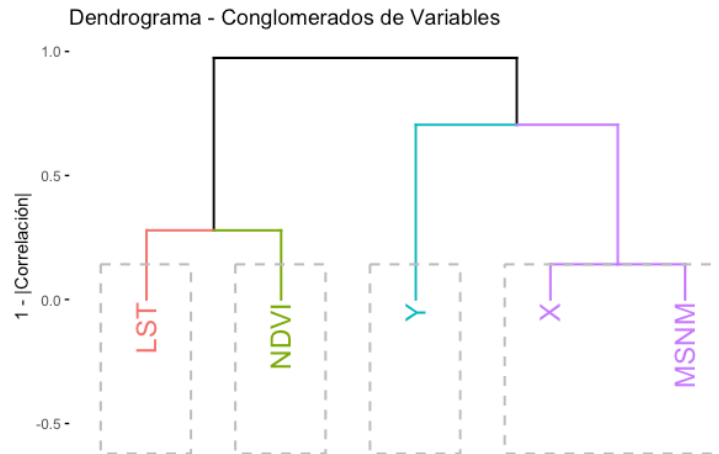 Dendrograma - Conglomerados de Variables
1.0
0.5
0.0
-0.5
1 - |Correlación|
LST
NDVI
Y
X
MSNM